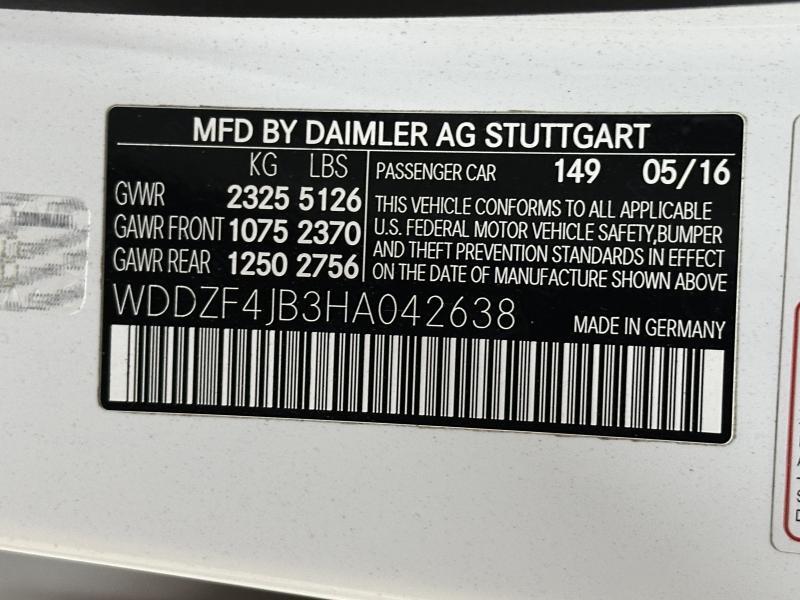 MFD BY DAIMLER AG STUTTGART
KG LBS
GVWR 2325 5126
GAWR FRONT 1075 2370
GAWR REAR 1250 2756
PASSENGER CAR 149 05/16
THIS VEHICLE CONFORMS TO ALL APPLICABLE
U.S. FEDERAL MOTOR VEHICLE SAFETY,BUMPER
AND THEFT PREVENTION STANDARDS IN EFFECT
ON THE DATE OF MANUFACTURE SHOWN ABOVE
WDDZF4JB3HA042638
MADE IN GERMANY